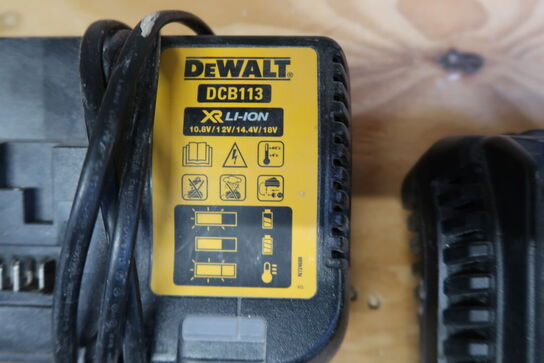 DEWALT®
DCB113
XR LI-ION
10.8V/12V/14.4V/18V